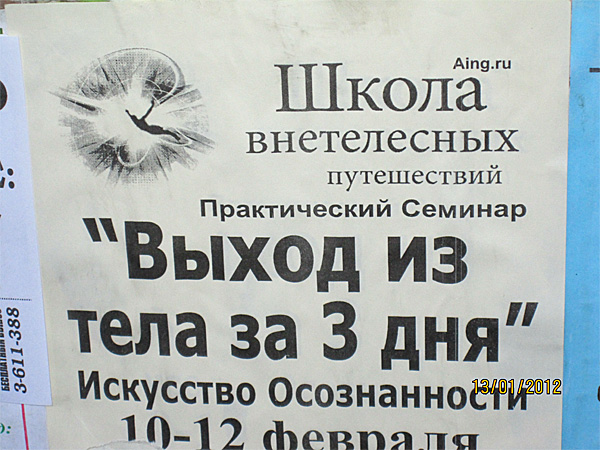 Aing.ru
Школа
внетелесных
путешествий
Практический Семинар
“Выход из
тела за 3 дня”
Искусство Осознанности
13/01/2012
10-12 февраля
3-611-388